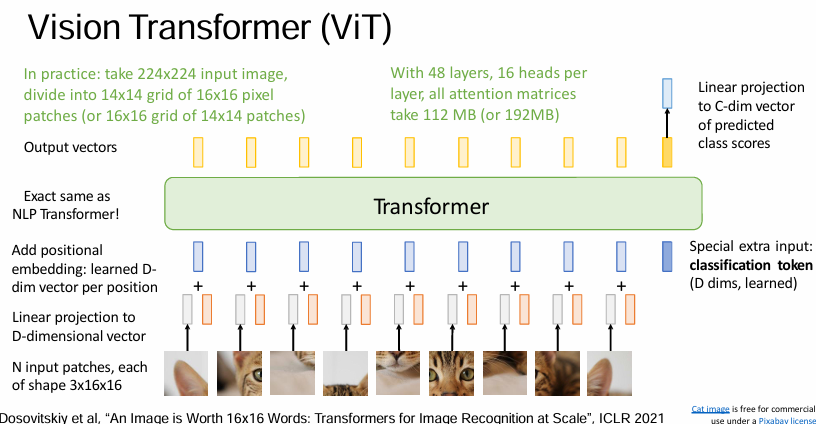 Vision Transformer (ViT)
In practice: take 224x224 input image,
divide into 14x14 grid of 16x16 pixel
patches (or 16x16 grid of 14x14 patches)
With 48 layers, 16 heads per
layer, all attention matrices
take 112 MB (or 192MB)
Linear projection
to C-dim vector
of predicted
class scores
Output vectors
Exact same as
NLP Transformer!
Transformer
Add positional
embedding: learned D-
dim vector per position
Special extra input:
classification token
(D dims, learned)
+ + + + + + + + +
Linear projection to
D-dimensional vector
N input patches, each
of shape 3x16x16
Dosovitskiy et al, “An Image is Worth 16x16 Words: Transformers for Image Recognition at Scale”, ICLR 2021
Cat image is free for commercial
use under a Pixabay license